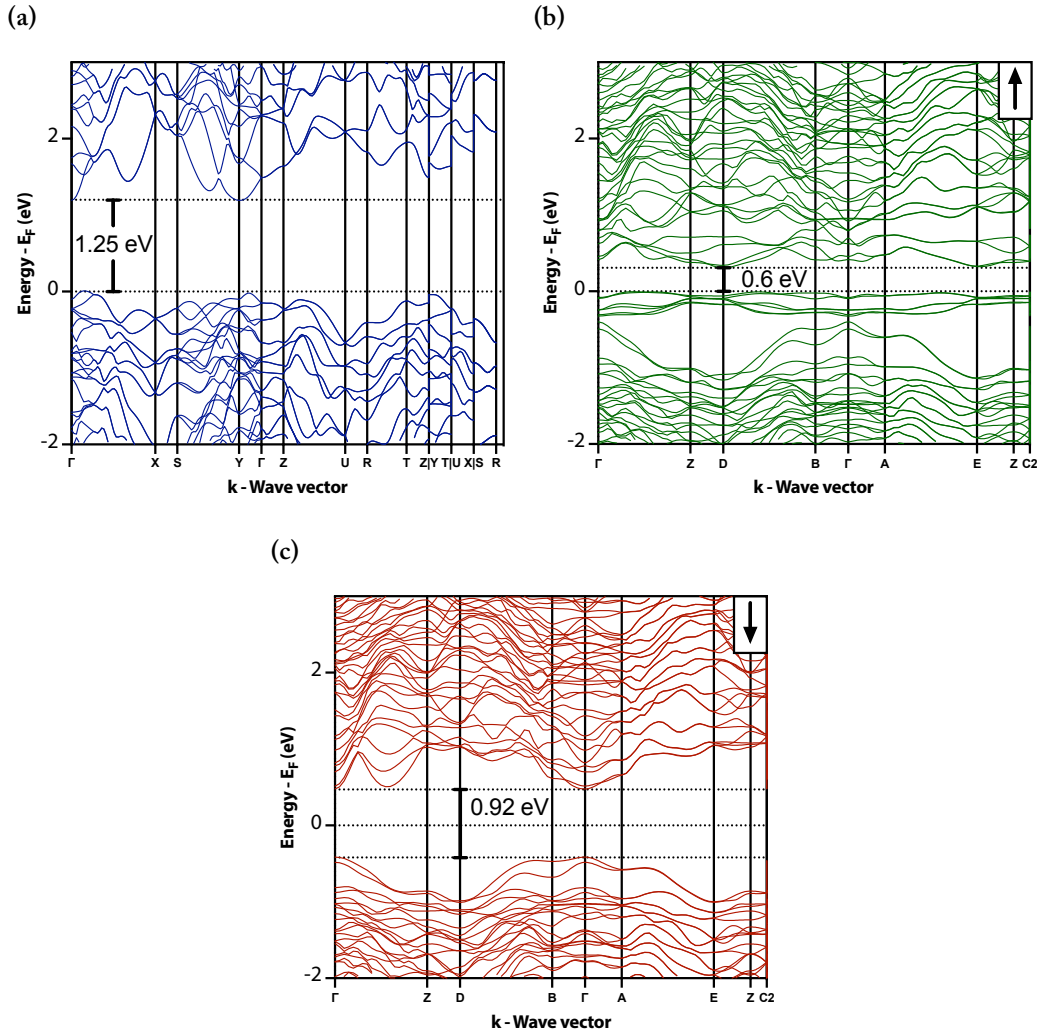 (a)
2
0
-2
Energy - E_F (eV)
1.25 eV
Γ X S Y Γ Z U R T Z|Y T|U X|S R
k - Wave vector
(b)
2
0
-2
Energy - E_F (eV)
0.6 eV
Γ Z D B Γ A E Z C2
k - Wave vector
(c)
2
0
-2
Energy - E_F (eV)
0.92 eV
Γ Z D B Γ A E Z C2
k - Wave vector